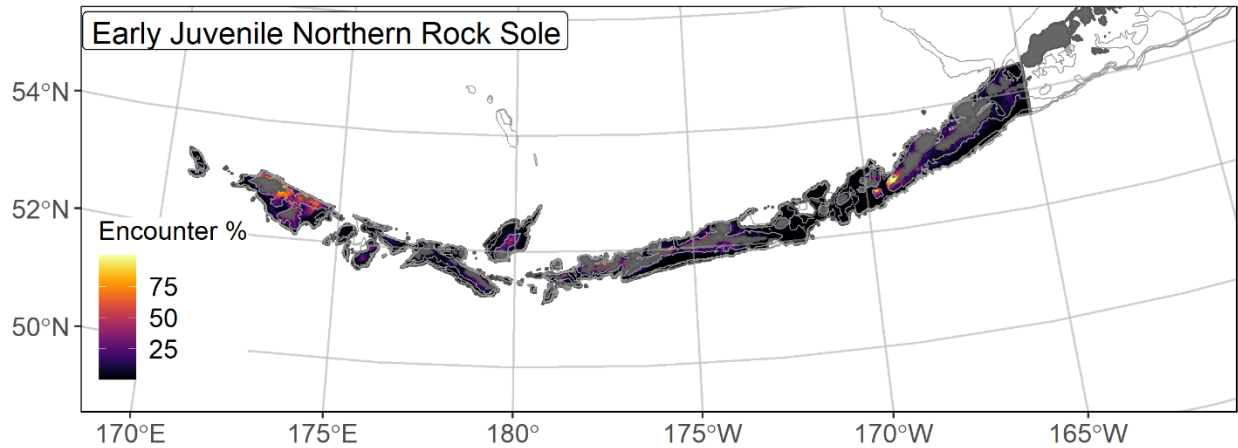 Early Juvenile Northern Rock Sole
54°N
52°N
50°N
Encounter %
75
50
25
170°E
175°E
180°
175°W
170°W
165°W